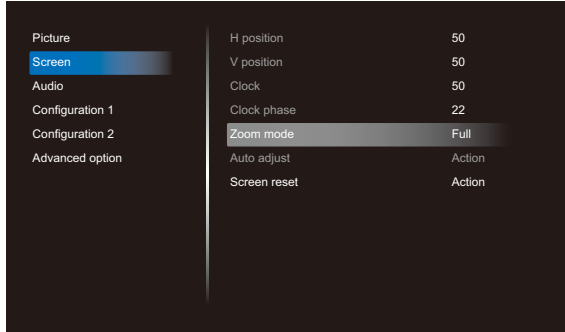 Picture
Screen
Audio
Configuration 1
Configuration 2
Advanced option
H position 50
V position 50
Clock 50
Clock phase 22
Zoom mode Full
Auto adjust Action
Screen reset Action